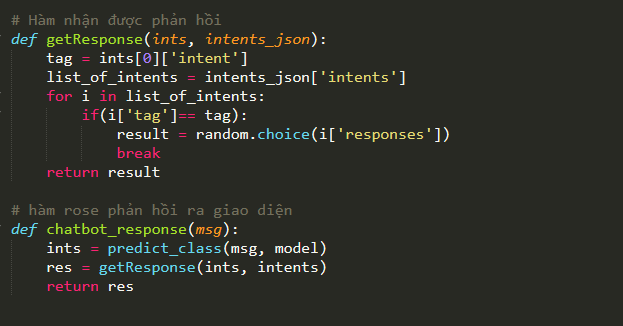 # Hàm nhận được phản hồi
def getResponse(ints, intents_json):
    tag = ints[0]['intent']
    list_of_intents = intents_json['intents']
    for i in list_of_intents:
        if(i['tag']== tag):
            result = random.choice(i['responses'])
            break
    return result
# hàm rose phản hồi ra giao diện
def chatbot_response(msg):
    ints = predict_class(msg, model)
    res = getResponse(ints, intents)
    return res